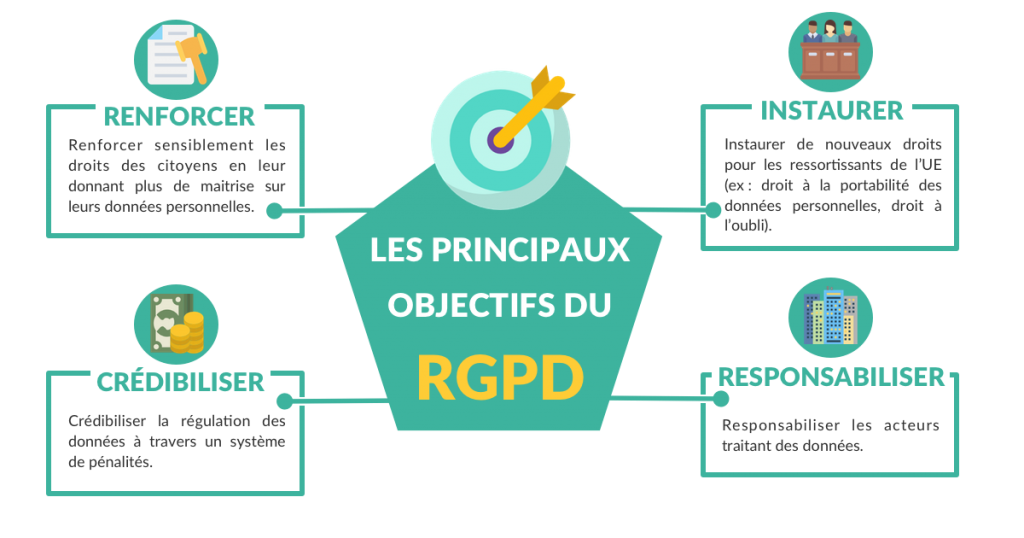 RENFORCER
Renforcer sensiblement les
droits des citoyens en leur
donnant plus de maitrise sur
leurs données personnelles.
INSTAURER
Instaurer de nouveaux droits
pour les ressortissants de l'UE
(ex : droit à la portabilité des
données personnelles, droit à
l'oubli).
LES PRINCIPAUX
OBJECTIFS DU
RGPD
CRÉDIBILISER
Crédibiliser la régulation des
données à travers un système
de pénalités.
RESPONSABILISER
Responsabiliser les acteurs
traitant des données.